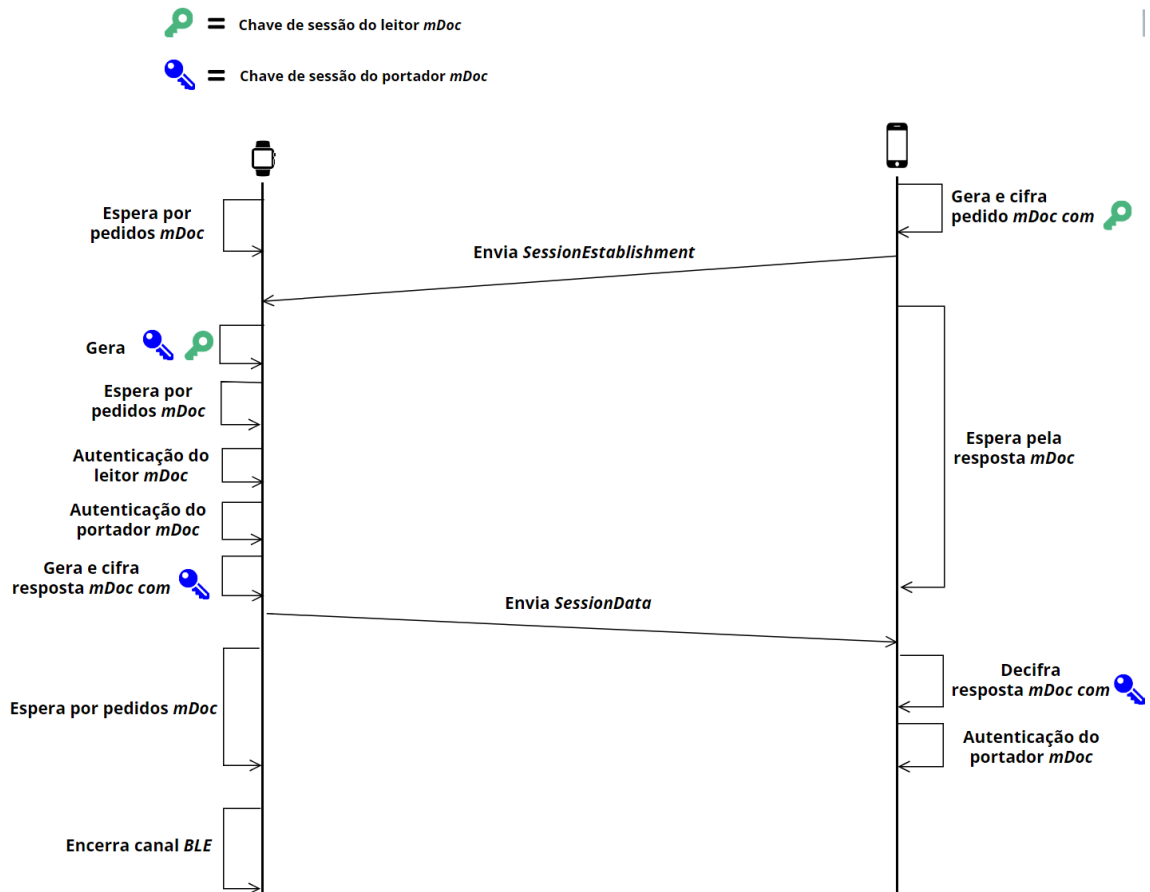 = Chave de sessão do leitor mDoc
= Chave de sessão do portador mDoc
Espera por
pedidos mDoc
Gera e cifra
pedido mDoc com
Envia SessionEstablishment
Gera
Espera por
pedidos mDoc
Autenticação do
leitor mDoc
Autenticação do
portador mDoc
Gera e cifra
resposta mDoc com
Espera pela
resposta mDoc
Envia SessionData
Espera por pedidos mDoc
Decifra
resposta mDoc com
Autenticação do
portador mDoc
Encerra canal BLE